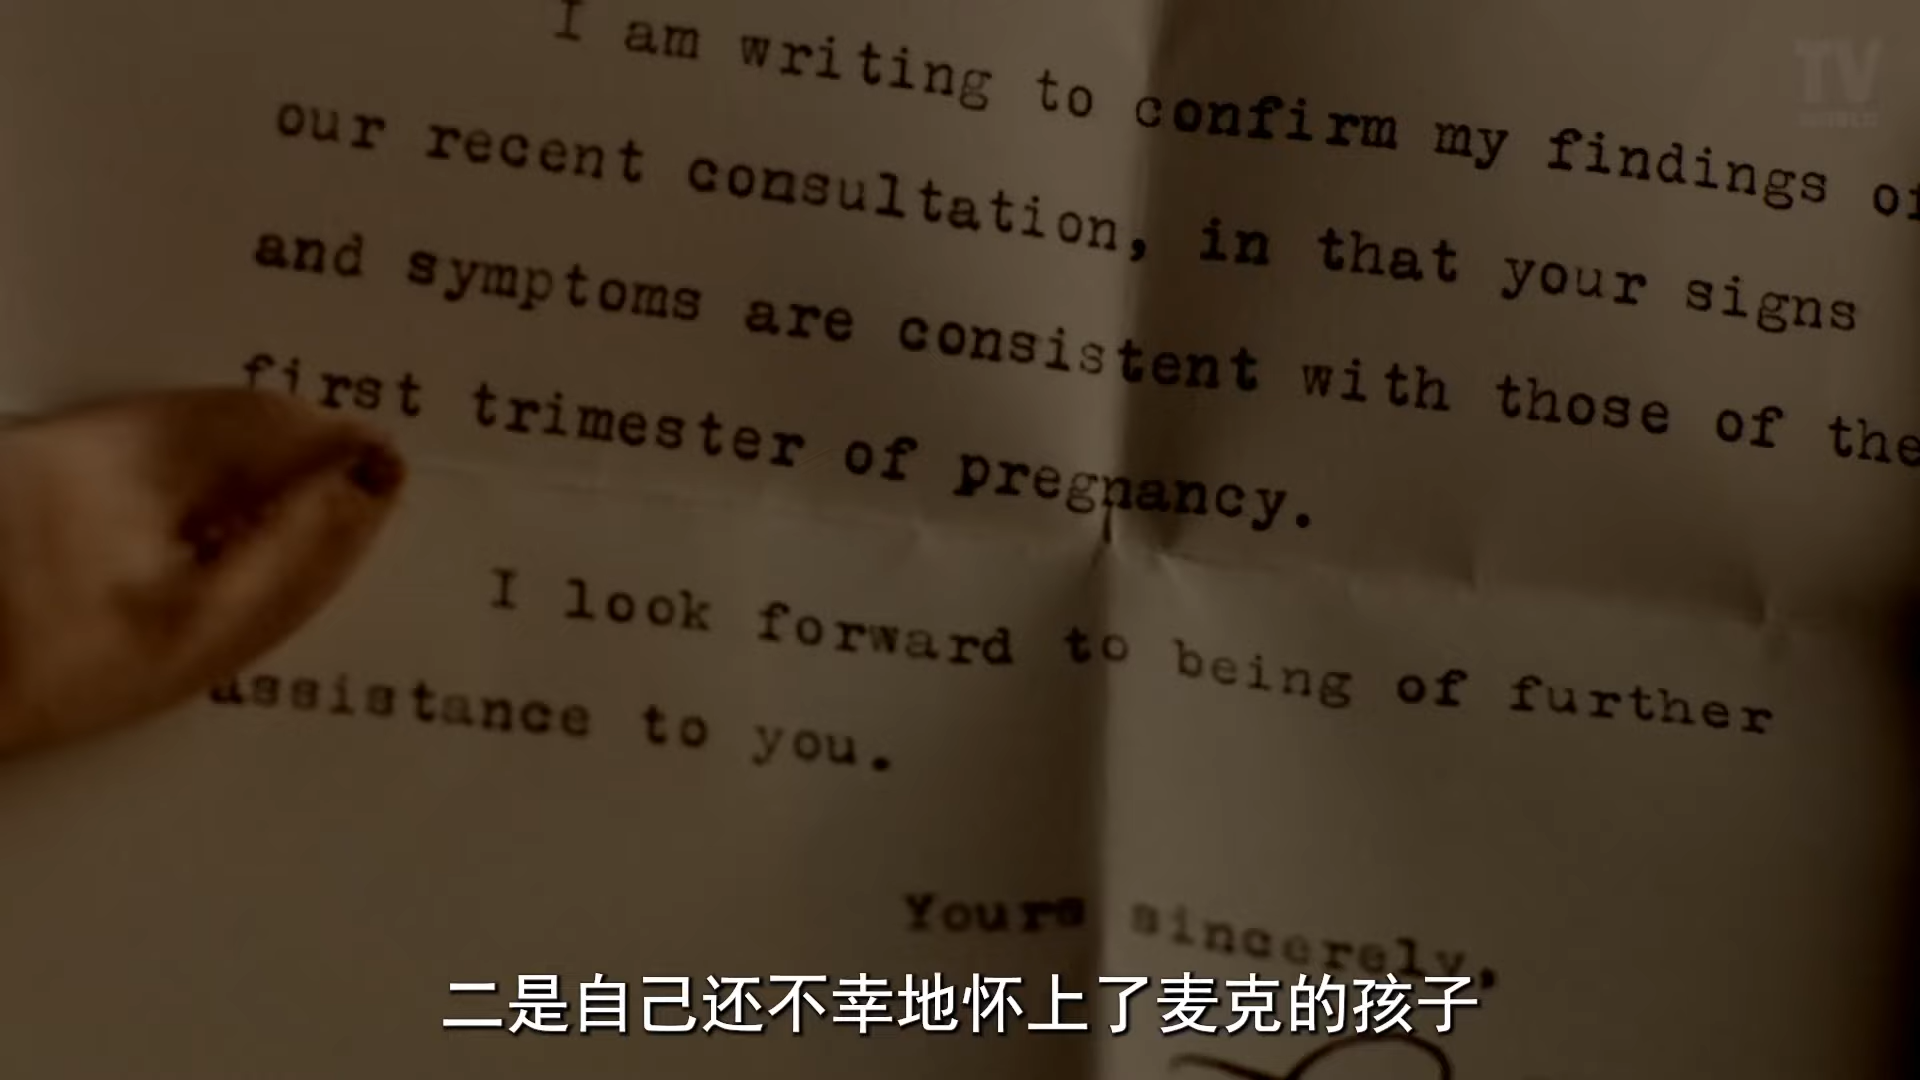 TV
I am writing to confirm my findings of
our recent consultation, in that your signs
and symptoms are consistent with those of the
first trimester of pregnancy.
I look forward to being of further
assistance to you.
Yours sincerely,
二是自己还不幸地怀上了麦克的孩子